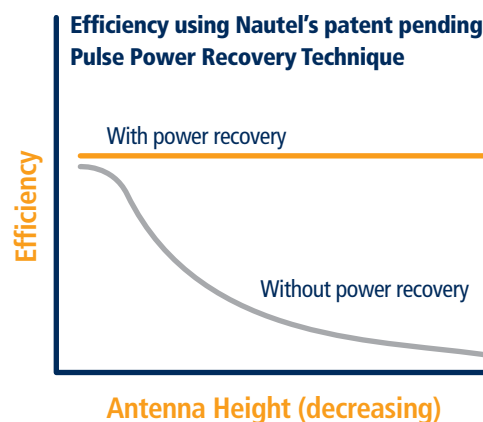 Efficiency using Nautel’s patent pending
Pulse Power Recovery Technique
With power recovery
Efficiency
Without power recovery
Antenna Height (decreasing)